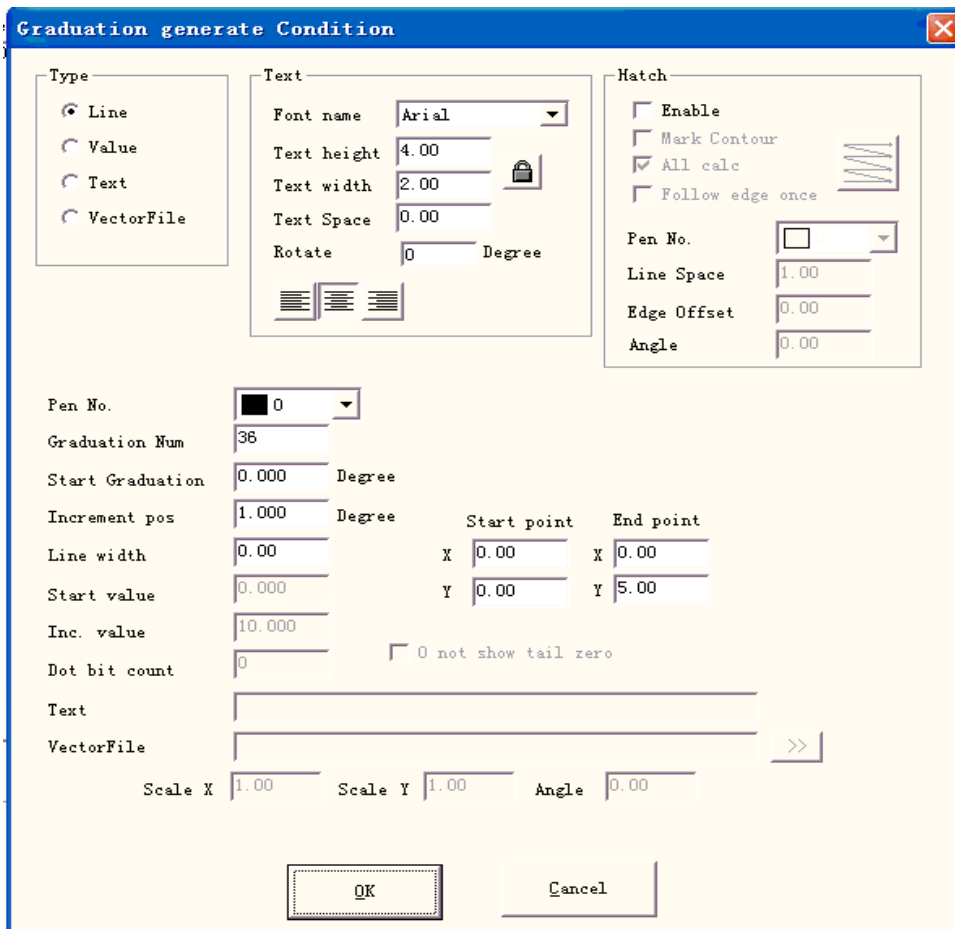 Graduation generate Condition
Type
Line
Value
Text
VectorFile
Text
Font name Arial
Text height 4.00
Text width 2.00
Text Space 0.00
Rotate 0 Degree
Hatch
Enable
Mark Contour
All calc
Follow edge once
Pen No.
Line Space 1.00
Edge Offset 0.00
Angle 0.00
Pen No. 0
Graduation Num 36
Start Graduation 0.000 Degree
Increment pos 1.000 Degree
Start point End point
Line width 0.00 X 0.00 X 0.00
Start value 0.000 Y 0.00 Y 5.00
Inc. value 10.000
Dot bit count 0 0 not show tail zero
Text
VectorFile >>
Scale X 1.00 Scale Y 1.00 Angle 0.00
OK Cancel